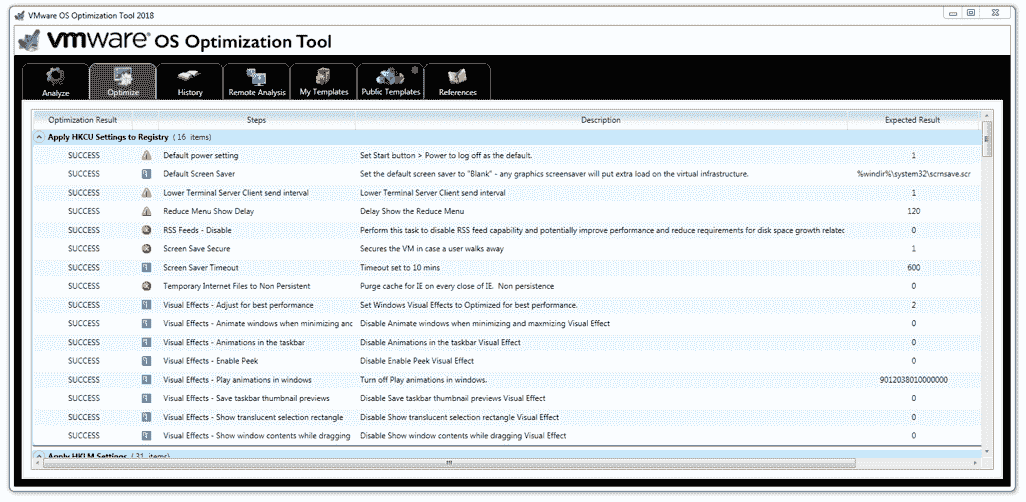 VMware OS Optimization Tool 2018
vmware® OS Optimization Tool
Analyze Optimize History Remote Analysis My Templates Public Templates References
Optimization Result Steps Description Expected Result
Apply HKCU Settings to Registry ( 16 items)
SUCCESS Default power setting Set Start button > Power to log off as the default. 1
SUCCESS Default Screen Saver Set the default screen saver to "Blank" - any graphics screensaver will put extra load on the virtual infrastructure. %windir%\system32\scrnsave.scr
SUCCESS Lower Terminal Server Client send interval Lower Terminal Server Client send interval 1
SUCCESS Reduce Menu Show Delay Delay Show the Reduce Menu 120
SUCCESS RSS Feeds - Disable Perform this task to disable RSS feed capability and potentially improve performance and reduce requirements for disk space growth related 0
SUCCESS Screen Save Secure Secures the VM in case a user walks away 1
SUCCESS Screen Saver Timeout Timeout set to 10 mins 600
SUCCESS Temporary Internet Files to Non Persistent Purge cache for IE on every close of IE. Non persistence 0
SUCCESS Visual Effects - Adjust for best performance Set Windows Visual Effects to Optimized for best performance. 2
SUCCESS Visual Effects - Animate windows when minimizing and Disable Animate windows when minimizing and maxmizing Visual Effect 0
SUCCESS Visual Effects - Animations in the taskbar Disable Animations in the taskbar Visual Effect 0
SUCCESS Visual Effects - Enable Peek Disable Enable Peek Visual Effect 0
SUCCESS Visual Effects - Play animations in windows Turn off Play animations in windows. 9012038010000000
SUCCESS Visual Effects - Save taskbar thumbnail previews Disable Save taskbar thumbnail previews Visual Effect 0
SUCCESS Visual Effects - Show translucent selection rectangle Disable Show translucent selection rectangle Visual Effect 0
SUCCESS Visual Effects - Show window contents while dragging Disable Show window contents while dragging Visual Effect 0
Apply HKLM Settings ( 31 items)